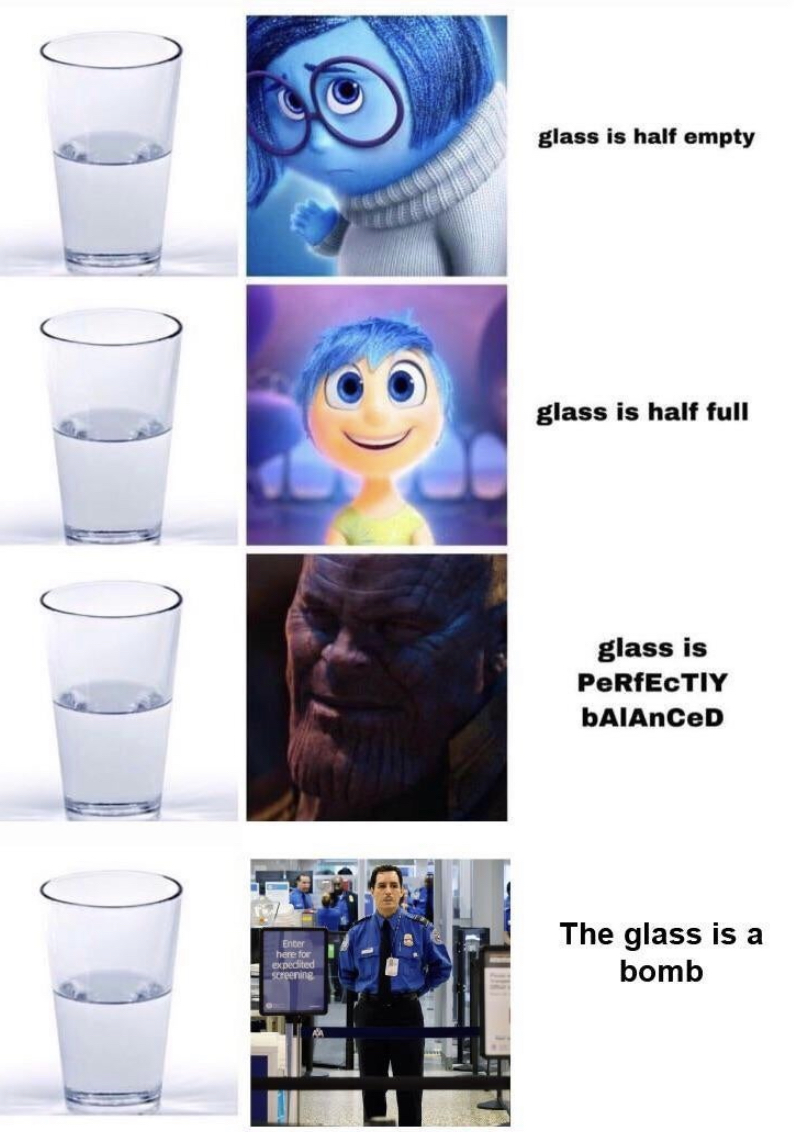 glass is half empty
glass is half full
glass is
PeRfEcTlY
bAlAnCeD
Enter
here for
expedited
screening
The glass is a
bomb